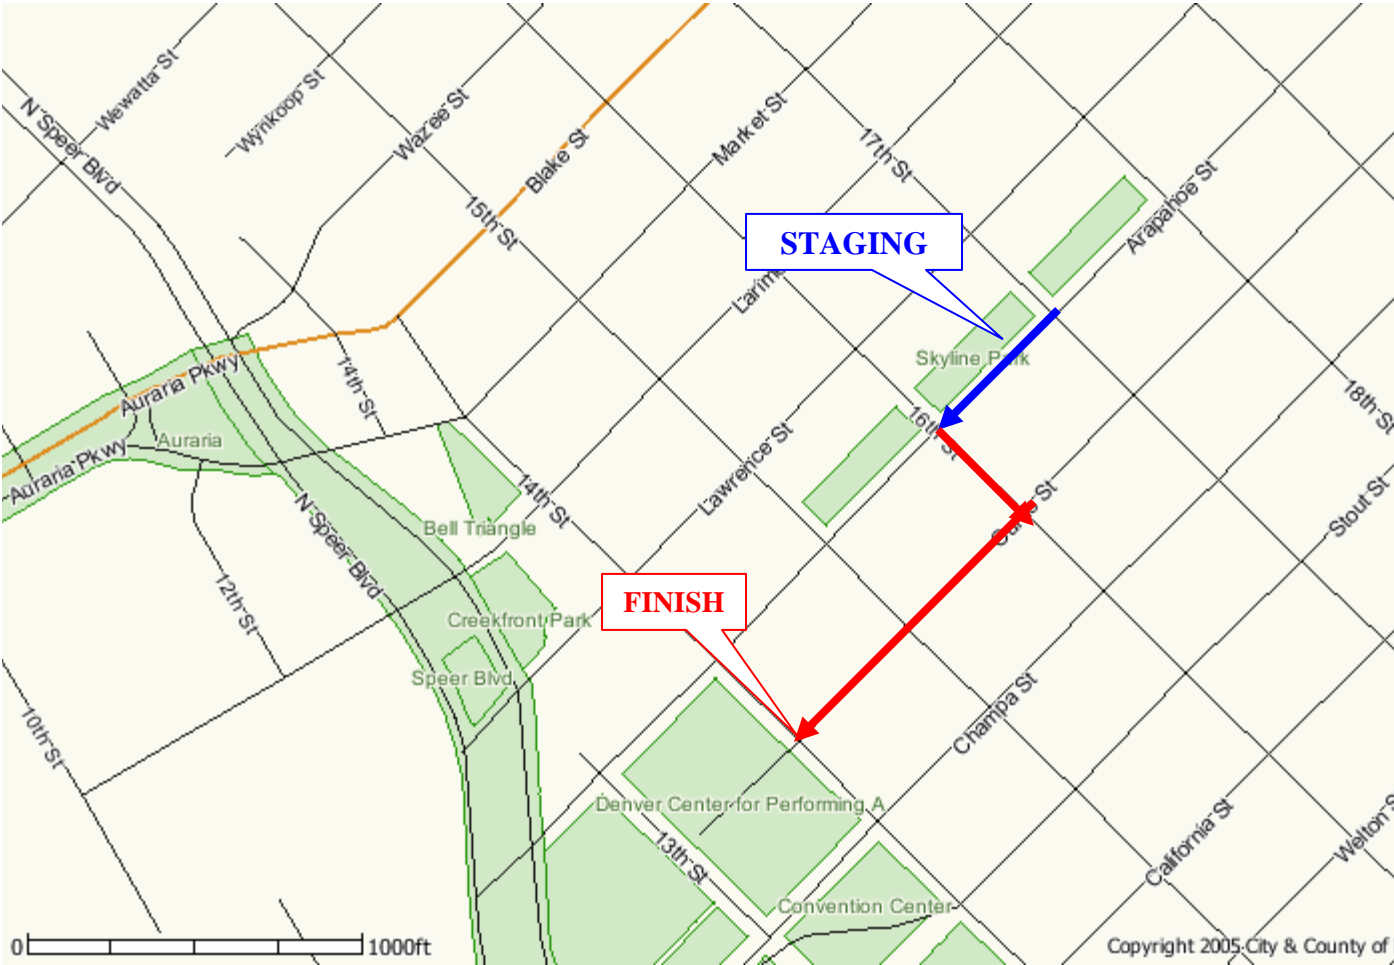 Wewatta St
Wynkoop St
Wazee St
N Speer Blvd
Blake St
Market St
17th St
15th St
Arapahoe St
STAGING
Skyline Park
14th St
Auraria Pkwy
Auraria
Auraria Pkwy
16th St
18th St
Lawrence St
14th St
Bell Triangle
N Speer Blvd
St
Stout St
12th St
FINISH
Creekfront Park
Speer Blvd
10th St
Champa St
Denver Center for Performing A
13th St
California St
Welton S
Convention Center
0
1000ft
Copyright 2005 City & County of